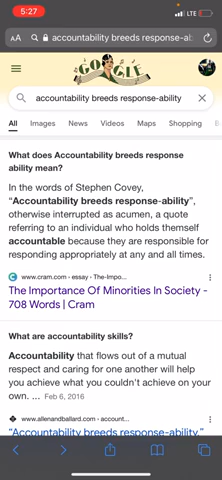 5:27
LTE
AA accountability breeds response-ab
GOOGLE
accountability breeds response-ability
All Images News Videos Maps Shopping
What does Accountability breeds response
ability mean?
In the words of Stephen Covey,
“Accountability breeds response-ability”,
otherwise interrupted as acumen, a quote
referring to an individual who holds themself
accountable because they are responsible for
responding appropriately at any and all times.
www.cram.com › essay › The-Impo...
The Importance Of Minorities In Society -
708 Words | Cram
What are accountability skills?
Accountability that flows out of a mutual
respect and caring for one another will help
you achieve what you couldn't achieve on your
own. ... Feb 6, 2016
www.allenandballard.com › account...
“Accountability breeds response-ability.”